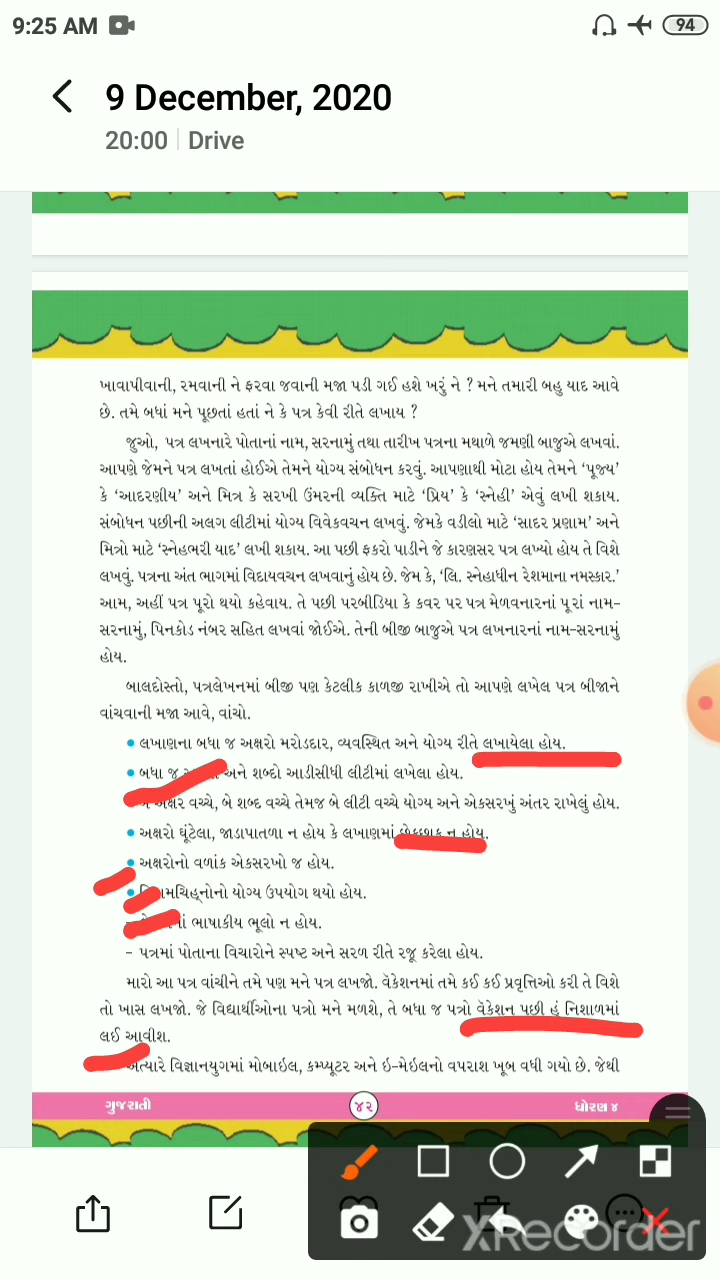 9:25 AM
94
9 December, 2020
20:00 | Drive
ખાવાપીવાની, રમવાની ને ફરવા જવાની મજા પડી ગઈ હશે ખરું ને ? મને તમારી બહુ યાદ આવે
છે. તમે બધાં મને પૂછતાં હતાં ને કે પત્ર કેવી રીતે લખાય ?
જુઓ, પત્ર લખનારે પોતાનાં નામ, સરનામું તથા તારીખ પત્રના મથાળે જમણી બાજુએ લખવાં.
આપણે જેમને પત્ર લખતાં હોઈએ તેમને યોગ્ય સંબોધન કરવું. આપણાથી મોટા હોય તેમને ‘પૂજ્ય’
કે ‘આદરણીય’ અને મિત્ર કે સરખી ઉંમરની વ્યક્તિ માટે ‘પ્રિય’ કે ‘સ્નેહી’ એવું લખી શકાય.
સંબોધન પછીની અલગ લીટીમાં યોગ્ય વિવેકવચન લખવું. જેમકે વડીલો માટે ‘સાદર પ્રણામ’ અને
મિત્રો માટે ‘સ્નેહભરી યાદ’ લખી શકાય. આ પછી ફકરો પાડીને જે કારણસર પત્ર લખ્યો હોય તે વિશે
લખવું. પત્રના અંત ભાગમાં વિદાયવચન લખવાનું હોય છે. જેમ કે, ‘લિ. સ્નેહાધીન રેશમાના નમસ્કાર.’
આમ, અહીં પત્ર પૂરો થયો કહેવાય. તે પછી પરબીડિયા કે કવર પર પત્ર મેળવનારનાં પૂરાં નામ–
સરનામું, પિનકોડ નંબર સહિત લખવાં જોઈએ. તેની બીજી બાજુએ પત્ર લખનારનાં નામ–સરનામું
હોય.
બાલદોસ્તો, પત્રલેખનમાં બીજી પણ કેટલીક કાળજી રાખીએ તો આપણે લખેલ પત્ર બીજાને
વાંચવાની મજા આવે, વાંચો.
• લખાણના બધા જ અક્ષરો મરોડદાર, વ્યવસ્થિત અને યોગ્ય રીતે લખાયેલા હોય.
• બધા જ અને શબ્દો આડીસીધી લીટીમાં લખેલા હોય.
અક્ષર વચ્ચે, બે શબ્દ વચ્ચે તેમજ બે લીટી વચ્ચે યોગ્ય અને એકસરખું અંતર રાખેલું હોય.
• અક્ષરો ઘૂંટેલા, જાડાપાતળા ન હોય કે લખાણમાં છેકછાક ન હોય.
• અક્ષરોનો વળાંક એકસરખો જ હોય.
• વિરામચિહ્નોનો યોગ્ય ઉપયોગ થયો હોય.
ભાષાકીય ભૂલો ન હોય.
– પત્રમાં પોતાના વિચારોને સ્પષ્ટ અને સરળ રીતે રજૂ કરેલા હોય.
મારો આ પત્ર વાંચીને તમે પણ મને પત્ર લખજો. વૅકેશનમાં તમે કઈ કઈ પ્રવૃત્તિઓ કરી તે વિશે
તો ખાસ લખજો. જે વિદ્યાર્થીઓના પત્રો મને મળશે, તે બધા જ પત્રો વૅકેશન પછી હું નિશાળમાં
લઈ આવીશ.
અત્યારે વિજ્ઞાનયુગમાં મોબાઇલ, કમ્પ્યૂટર અને ઇ-મેઇલનો વપરાશ ખૂબ વધી ગયો છે. જેથી
ગુજરાતી
૪૨
ધોરણ ૪
XRecorder